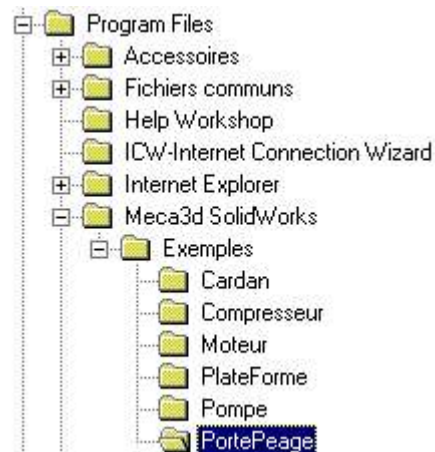 Program Files
Accessoires
Fichiers communs
Help Workshop
ICW-Internet Connection Wizard
Internet Explorer
Meca3d SolidWorks
Exemples
Cardan
Compresseur
Moteur
PlateForme
Pompe
PortePeage